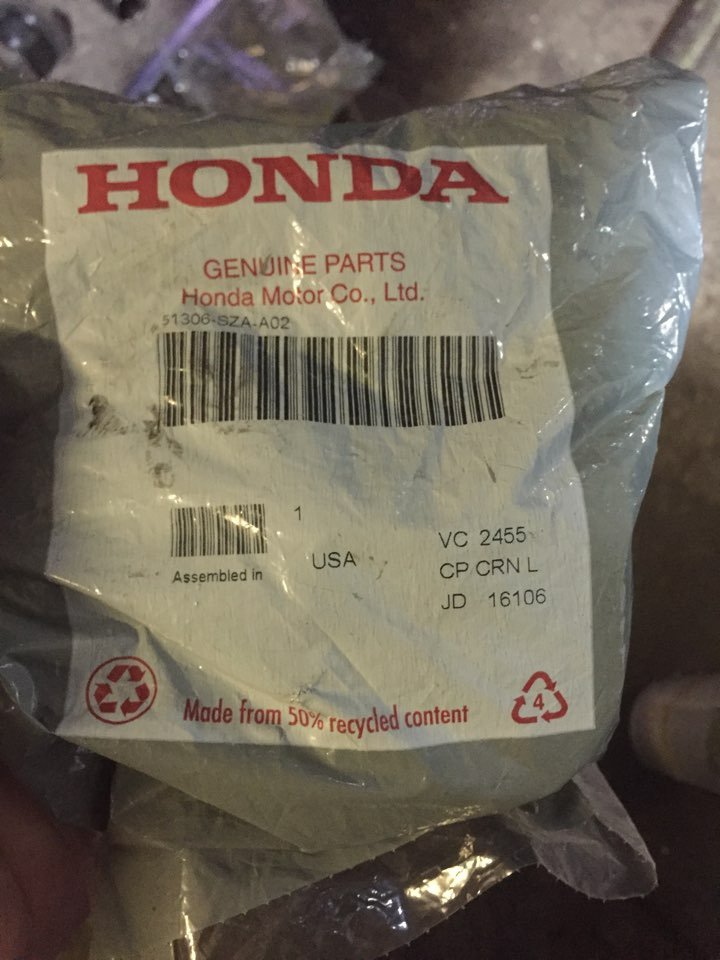 HONDA
GENUINE PARTS
Honda Motor Co., Ltd.
51306-SZA-A02
1
USA
Assembled in
VC 2455
CP CRN L
JD 16106
Made from 50% recycled content
4